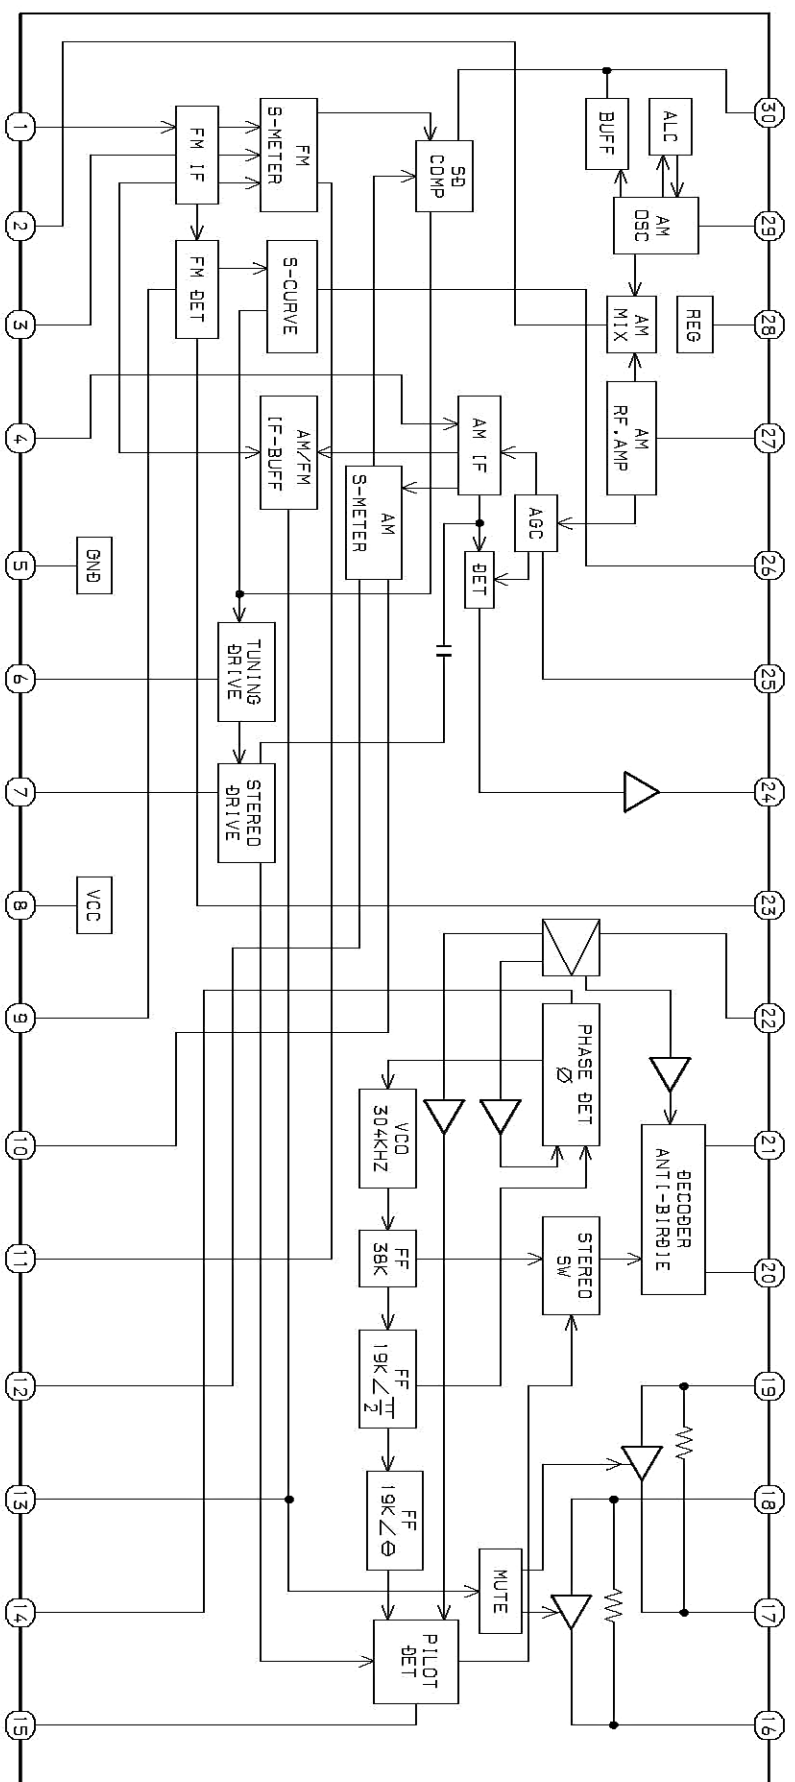 30
29
28
27
26
25
24
23
22
21
20
19
18
17
16
ALC
BUFF
AM
OSC
REG
AM
MIX
AM
RF.AMP
SD
COMP
FM
S-METER
FM IF
FM DET
S-CURVE
AM IF
AGC
DET
AM/FM
IF-BUFF
AM
S-METER
GND
TUNING
DRIVE
STEREO
DRIVE
VCC
PHASE DET
Ø
VCO
304KHZ
DECODER
ANTI-BIRDIE
STEREO
SW
FF
38K
FF
19K∠π/2
FF
19K∠θ
MUTE
PILOT
DET
1
2
3
4
5
6
7
8
9
10
11
12
13
14
15